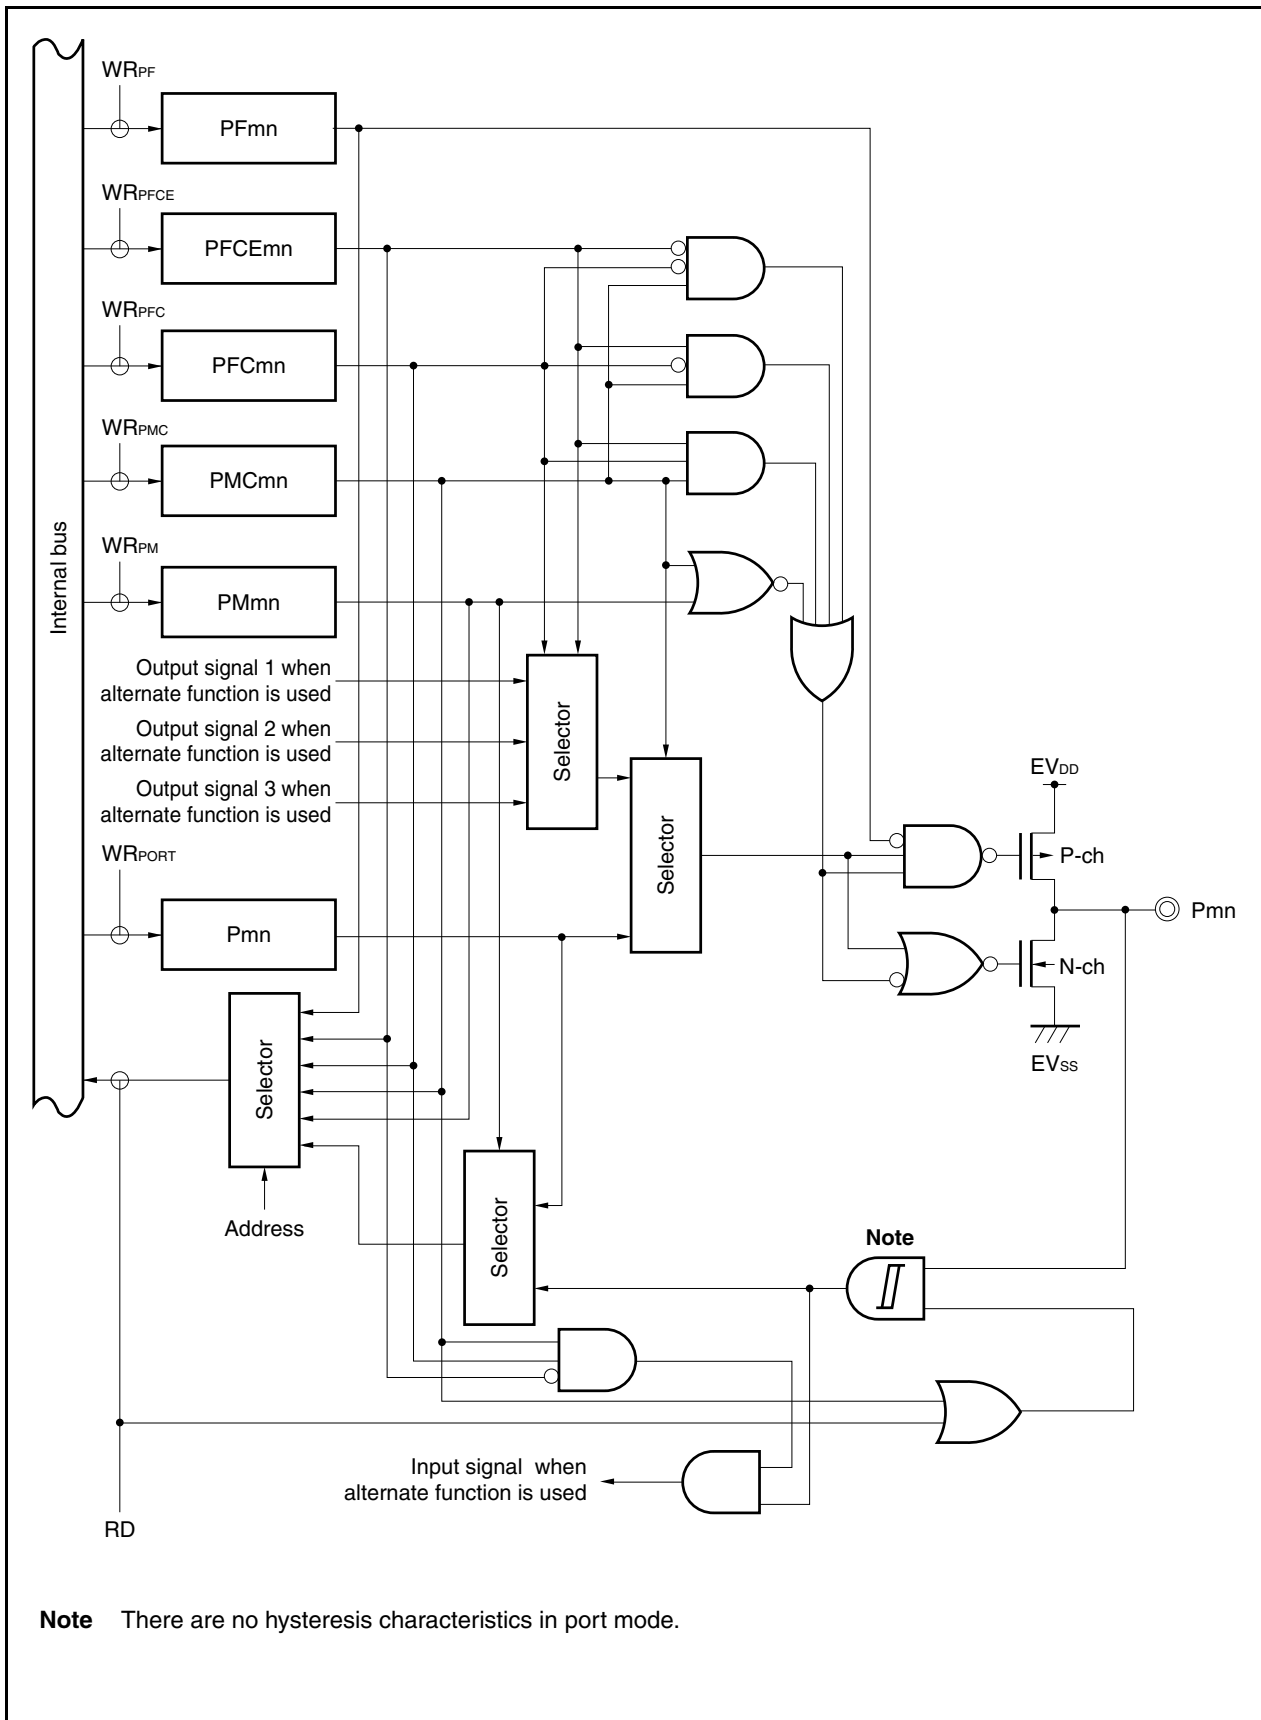 WRPF
PFmn
WRPFCE
PFCEmn
WRPFC
PFCmn
WRPMC
PMCmn
Internal bus
WRPM
PMmn
Output signal 1 when
alternate function is used
Output signal 2 when
alternate function is used
Output signal 3 when
alternate function is used
Selector
Selector
EVDD
P-ch
WRPORT
Pmn
Pmn
N-ch
EVSS
Selector
Address
Selector
Note
Input signal when
alternate function is used
RD
Note There are no hysteresis characteristics in port mode.